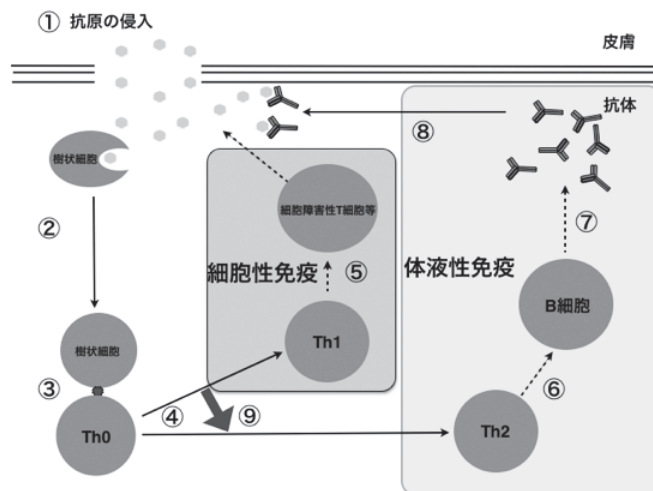 ① 抗原の侵入
皮膚
抗体
⑧
樹状細胞
②
細胞障害性T細胞等
⑦
細胞性免疫
⑤
体液性免疫
B細胞
樹状細胞
Th1
③
④
⑨
⑥
Th0
Th2